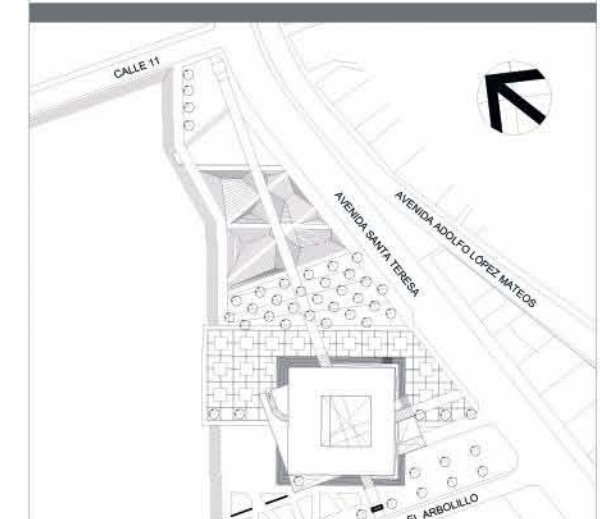 CALLE 11
AVENIDA SANTA TERESA
AVENIDA ADOLFO LÓPEZ MATEOS
EL ARBOLILLO